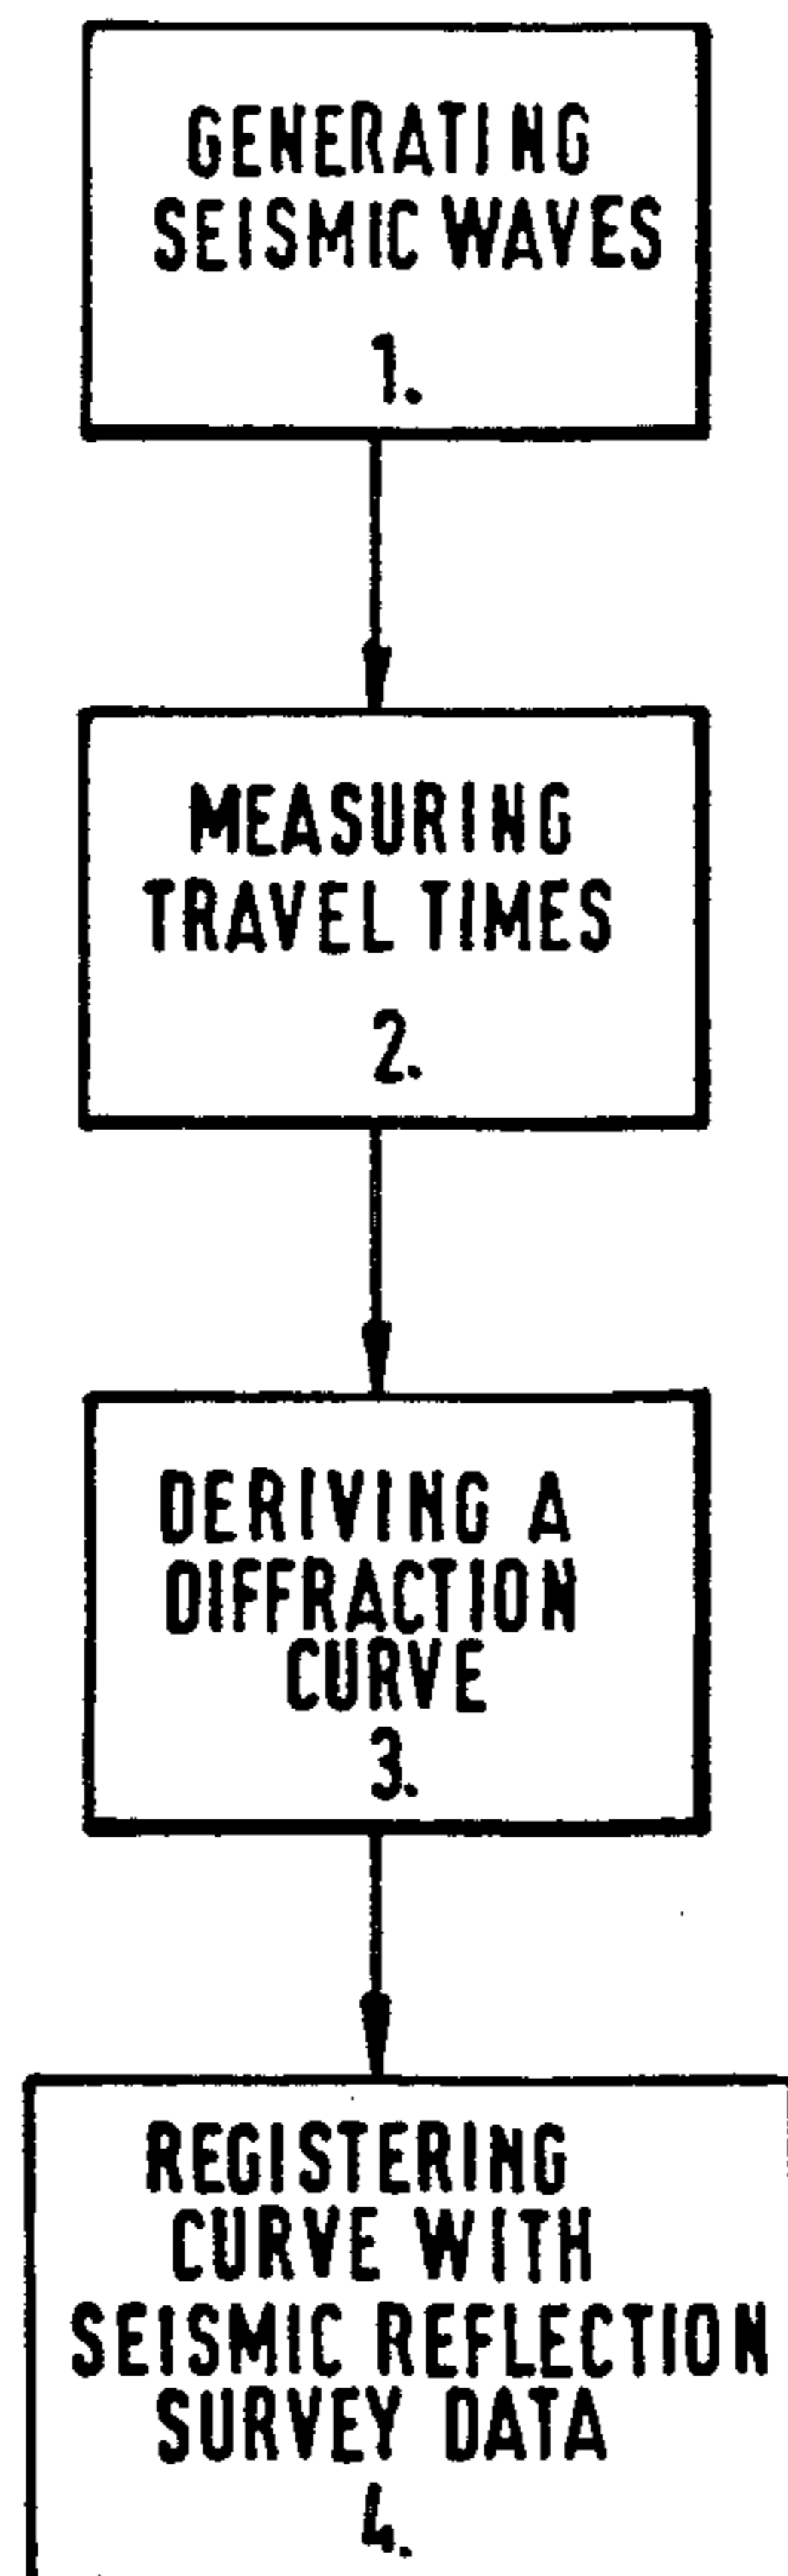 GENERATING
SEISMIC WAVES
1.
MEASURING
TRAVEL TIMES
2.
DERIVING A
DIFFRACTION
CURVE
3.
REGISTERING
CURVE WITH
SEISMIC REFLECTION
SURVEY DATA
4.